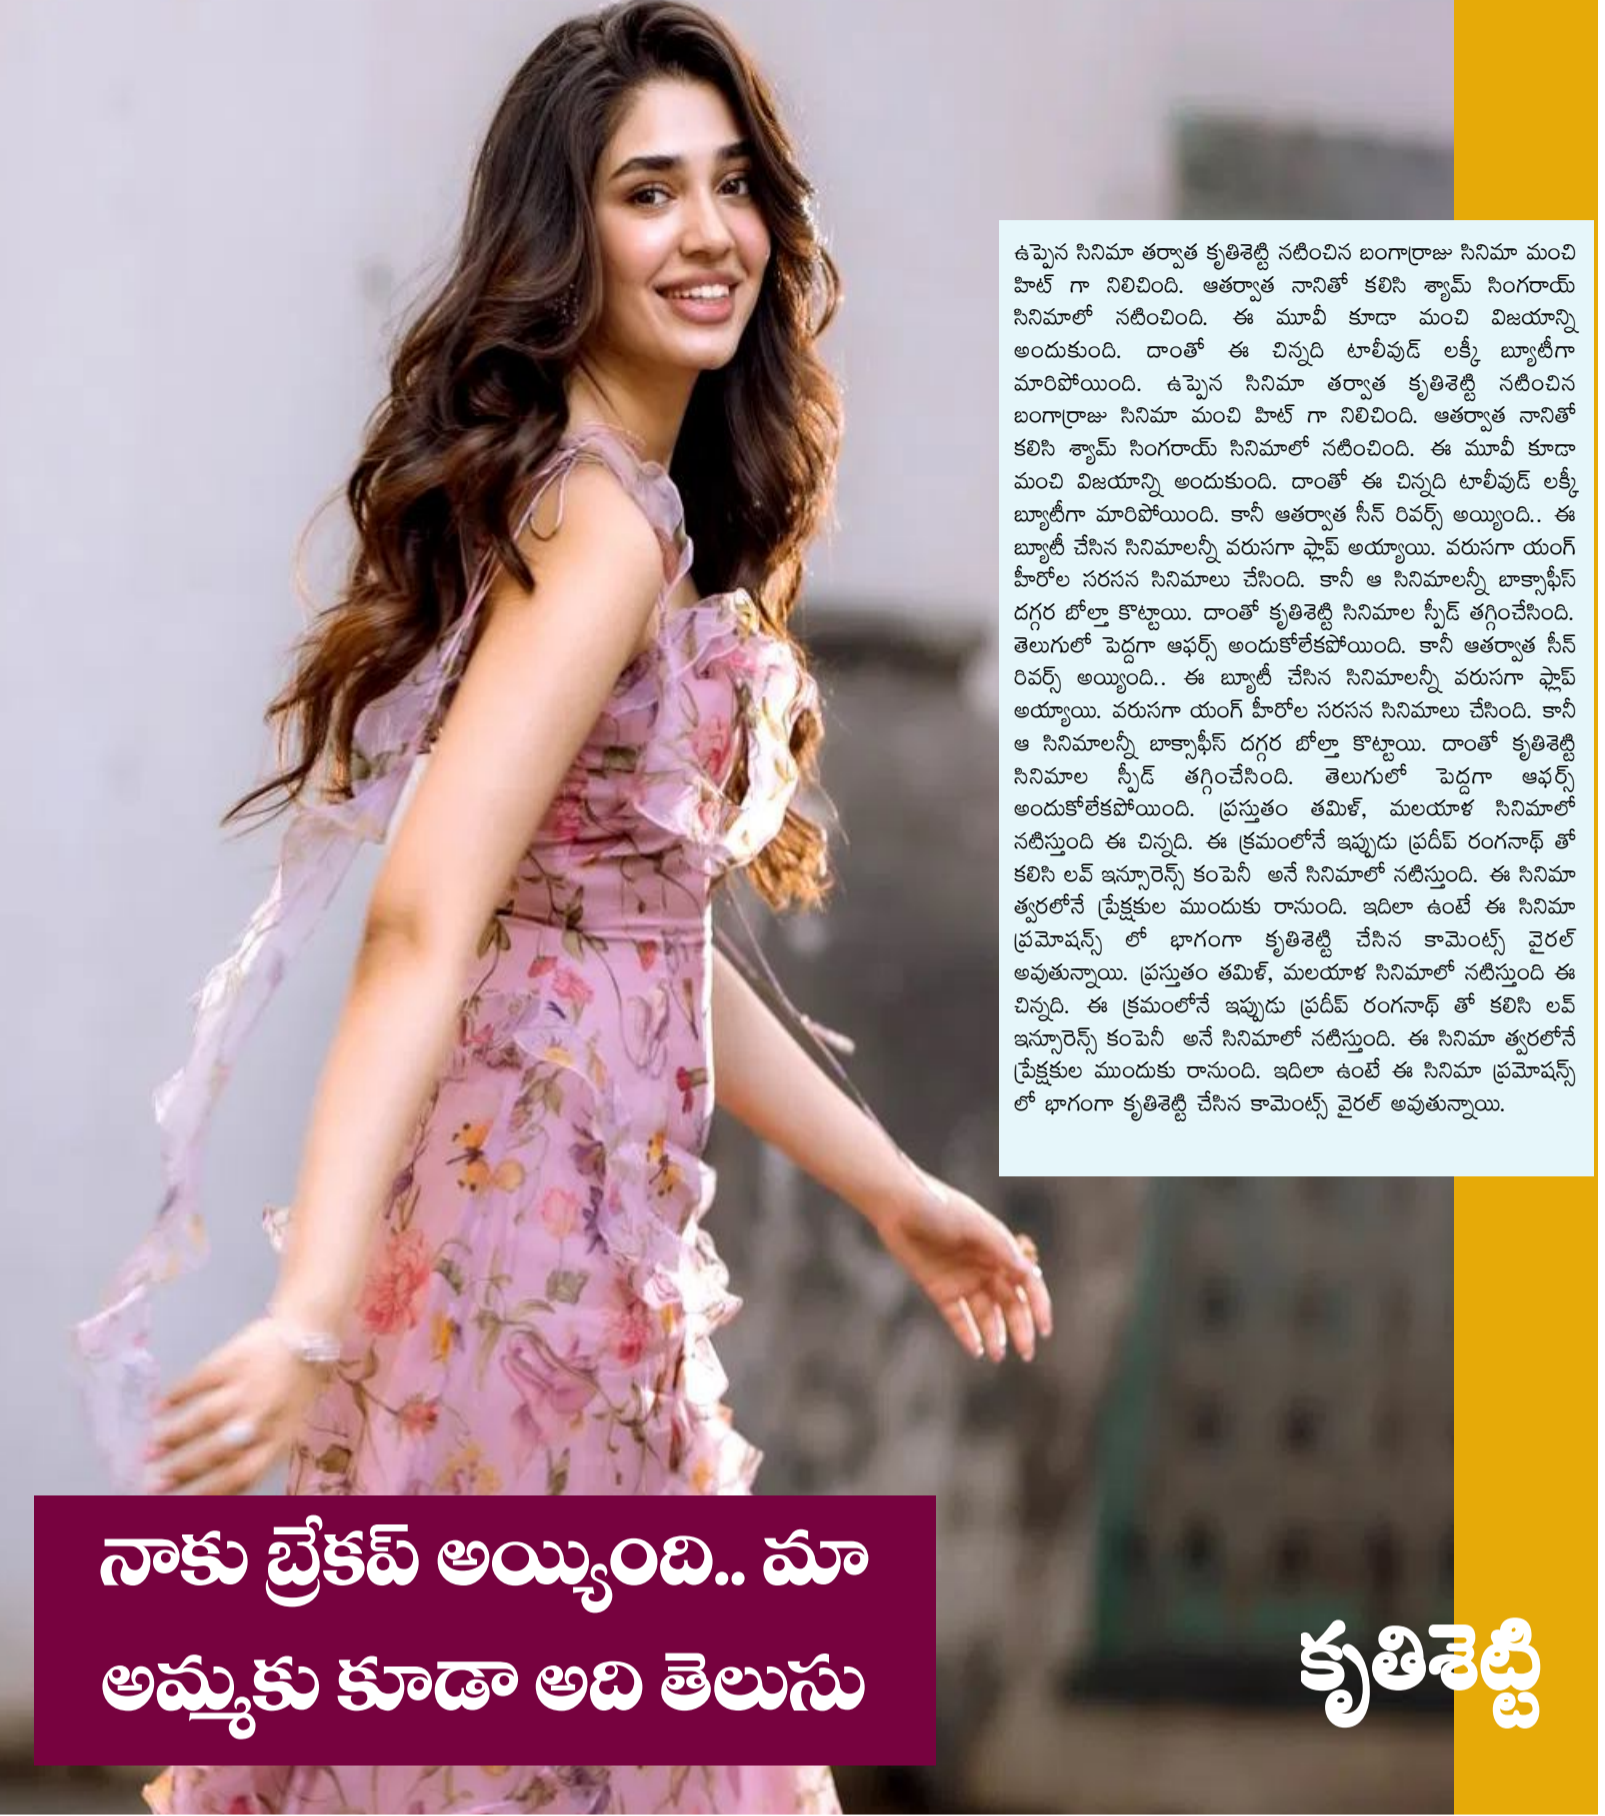 ఉప్పెన సినిమా తర్వాత కృతిశెట్టి నటించిన బంగార్రాజు సినిమా మంచి
హిట్ గా నిలిచింది. ఆతర్వాత నానితో కలిసి శ్యామ్ సింగరాయ్
సినిమాలో నటించింది. ఈ మూవీ కూడా మంచి విజయాన్ని
అందుకుంది. దాంతో ఈ చిన్నది టాలీవుడ్ లక్కీ బ్యూటీగా
మారిపోయింది. ఉప్పెన సినిమా తర్వాత కృతిశెట్టి నటించిన
బంగార్రాజు సినిమా మంచి హిట్ గా నిలిచింది. ఆతర్వాత నానితో
కలిసి శ్యామ్ సింగరాయ్ సినిమాలో నటించింది. ఈ మూవీ కూడా
మంచి విజయాన్ని అందుకుంది. దాంతో ఈ చిన్నది టాలీవుడ్ లక్కీ
బ్యూటీగా మారిపోయింది. కానీ ఆతర్వాత సీన్ రివర్స్ అయ్యింది.. ఈ
బ్యూటీ చేసిన సినిమాలన్నీ వరుసగా ఫ్లాప్ అయ్యాయి. వరుసగా యంగ్
హీరోల సరసన సినిమాలు చేసింది. కానీ ఆ సినిమాలన్నీ బాక్సాఫీస్
దగ్గర బోల్తా కొట్టాయి. దాంతో కృతిశెట్టి సినిమాల స్పీడ్ తగ్గించేసింది.
తెలుగులో పెద్దగా ఆఫర్స్ అందుకోలేకపోయింది. కానీ ఆతర్వాత సీన్
రివర్స్ అయ్యింది.. ఈ బ్యూటీ చేసిన సినిమాలన్నీ వరుసగా ఫ్లాప్
అయ్యాయి. వరుసగా యంగ్ హీరోల సరసన సినిమాలు చేసింది. కానీ
ఆ సినిమాలన్నీ బాక్సాఫీస్ దగ్గర బోల్తా కొట్టాయి. దాంతో కృతిశెట్టి
సినిమాల స్పీడ్ తగ్గించేసింది. తెలుగులో పెద్దగా ఆఫర్స్
అందుకోలేకపోయింది. ప్రస్తుతం తమిళ్, మలయాళ సినిమాలో
నటిస్తుంది ఈ చిన్నది. ఈ క్రమంలోనే ఇప్పుడు ప్రదీప్ రంగనాథ్ తో
కలిసి లవ్ ఇన్సూరెన్స్ కంపెనీ అనే సినిమాలో నటిస్తుంది. ఈ సినిమా
త్వరలోనే ప్రేక్షకుల ముందుకు రానుంది. ఇదిలా ఉంటే ఈ సినిమా
ప్రమోషన్స్ లో భాగంగా కృతిశెట్టి చేసిన కామెంట్స్ వైరల్
అవుతున్నాయి. ప్రస్తుతం తమిళ్, మలయాళ సినిమాలో నటిస్తుంది ఈ
చిన్నది. ఈ క్రమంలోనే ఇప్పుడు ప్రదీప్ రంగనాథ్ తో కలిసి లవ్
ఇన్సూరెన్స్ కంపెనీ అనే సినిమాలో నటిస్తుంది. ఈ సినిమా త్వరలోనే
ప్రేక్షకుల ముందుకు రానుంది. ఇదిలా ఉంటే ఈ సినిమా ప్రమోషన్స్
లో భాగంగా కృతిశెట్టి చేసిన కామెంట్స్ వైరల్ అవుతున్నాయి.
నాకు బ్రేకప్ అయ్యింది.. మా
అమ్మకు కూడా అది తెలుసు
కృతిశెట్టి